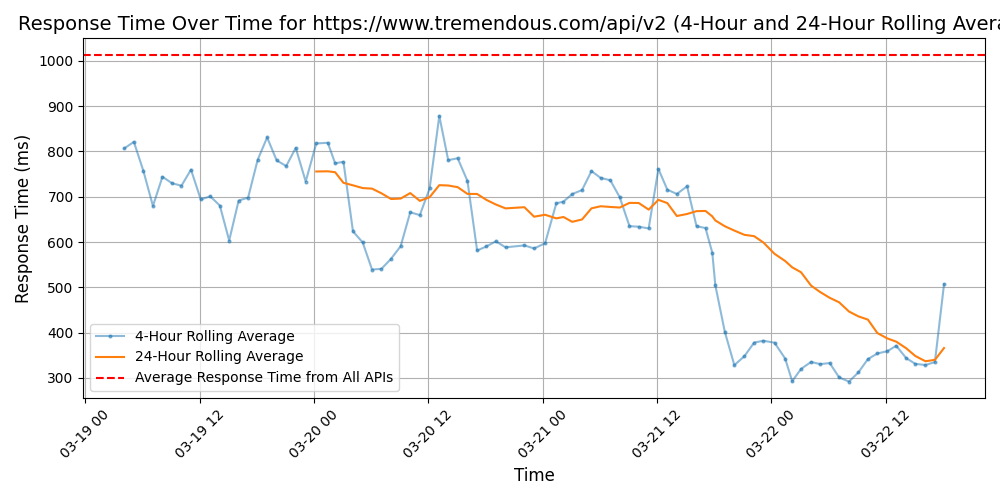 Response Time Over Time for https://www.tremendous.com/api/v2 (4-Hour and 24-Hour Rolling Avera
Response Time (ms)
1000
900
800
700
600
500
400
300
4-Hour Rolling Average
24-Hour Rolling Average
Average Response Time from All APIs
03-19 00
03-19 12
03-20 00
03-20 12
03-21 00
03-21 12
03-22 00
03-22 12
Time